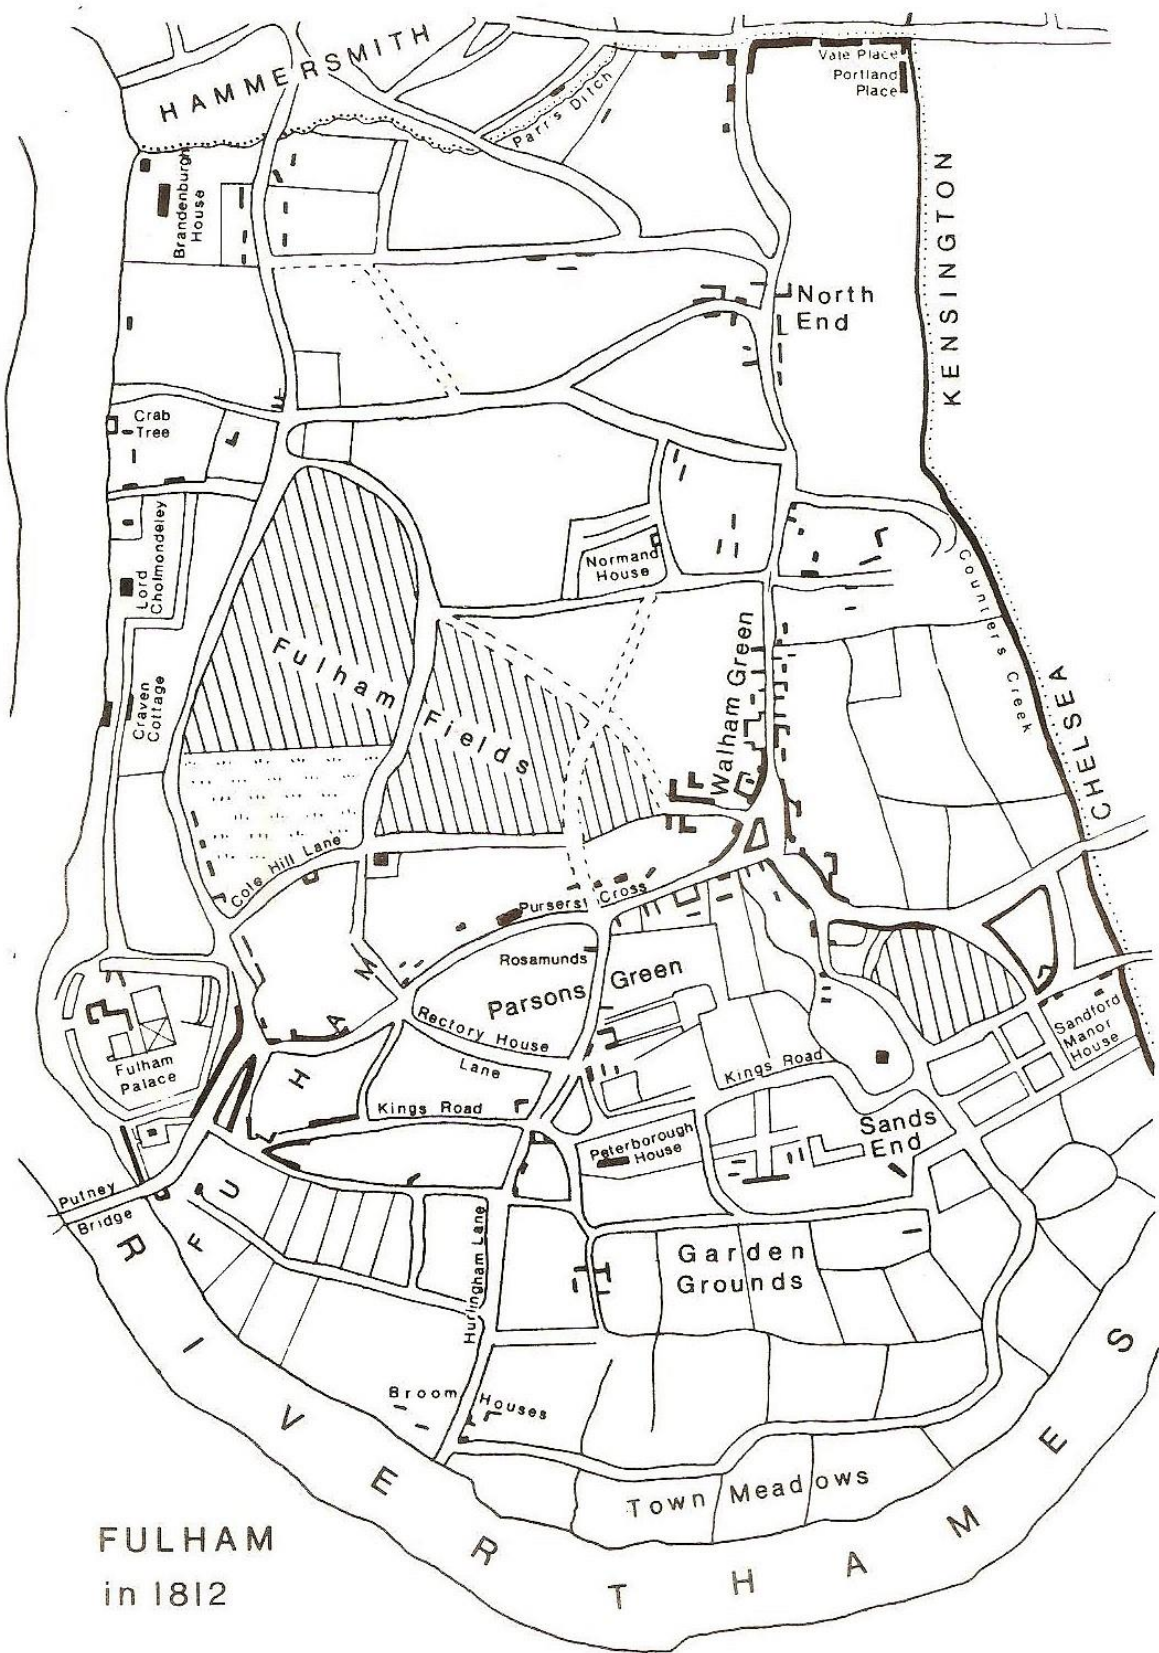 HAMMERSMITH
Vale Place
Portland
Place
Parr's Ditch
Brandenburgh
House
KENSINGTON
North
End
Crab
Tree
Lord
Cholmondeley
Normand
House
Counters Creek
Fulham
Fields
Walham Green
Craven
Cottage
CHELSEA
Cole Hill Lane
Pursers Cross
Rosamunds
Parsons Green
Rectory House
Lane
Fulham
Palace
Kings Road
Kings Road
Sandford
Manor
House
Sands
End
Peterborough
House
FULHAM
Putney
Bridge
Hurlingham Lane
Garden
Grounds
Broom Houses
Town Meadows
RIVER THAMES
FULHAM
in 1812